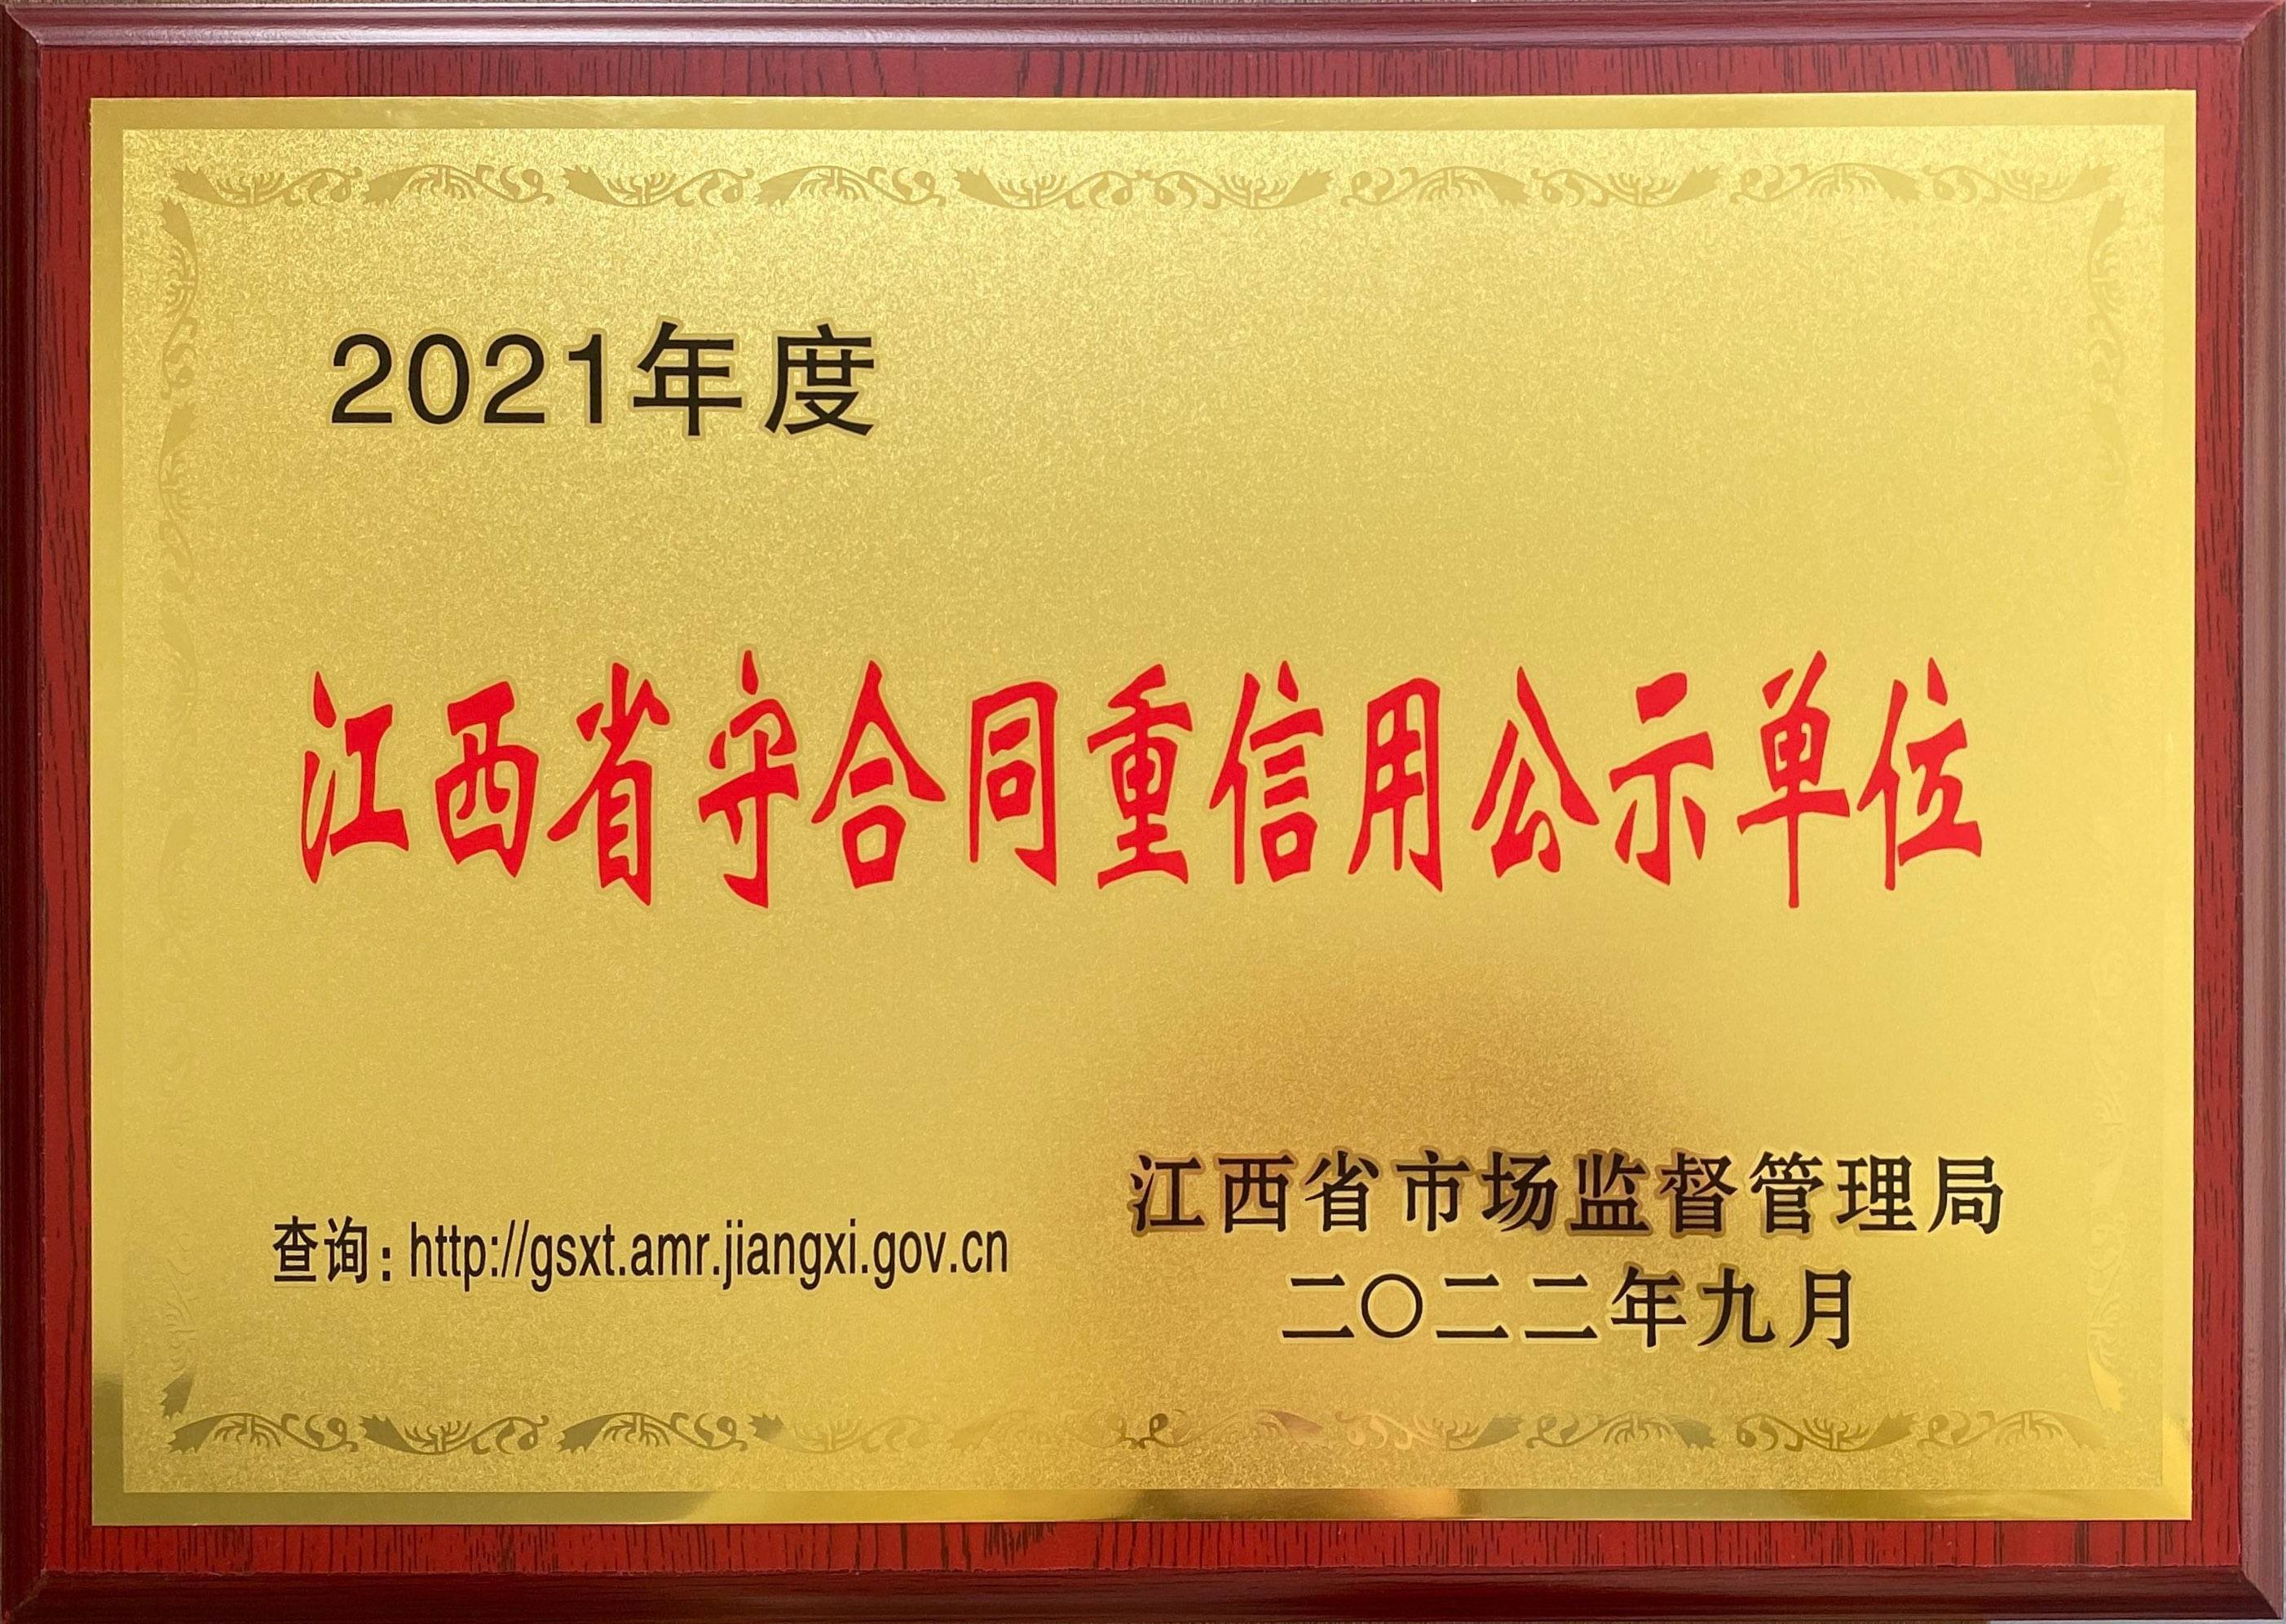 2021年度
江西省守合同重信用公示单位
江西省市场监督管理局
查询：http://gsxt.amr.jiangxi.gov.cn
二〇二二年九月